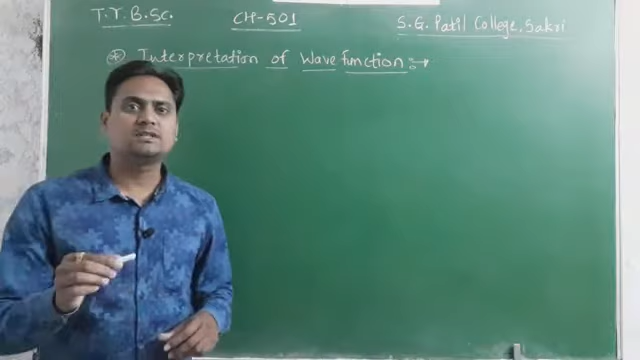 T.Y.B.Sc. CH-501 S.G. Patil College, Sakri
* Interpretation of Wave function :→